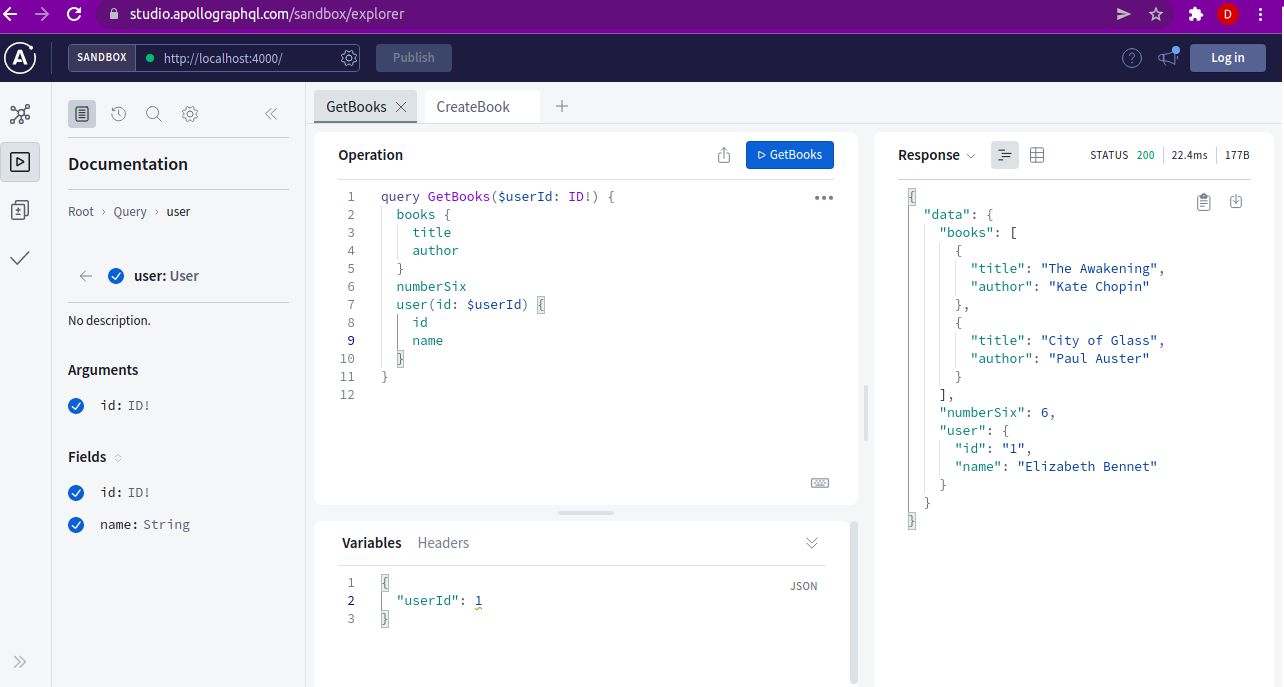 studio.apollographql.com/sandbox/explorer
D
A
SANDBOX
http://localhost:4000/
Publish
?
Log in
Documentation
Root › Query › user
user: User
No description.
Arguments
id: ID!
Fields
id: ID!
name: String
GetBooks
CreateBook
Operation
GetBooks
1 query GetBooks($userId: ID!) {
2 books {
3 title
4 author
5 }
6 numberSix
7 user(id: $userId) {
8 id
9 name
10 }
11 }
12
Variables Headers
JSON
1 {
2 "userId": 1
3 }
Response
STATUS 200 22.4ms 177B
{
"data": {
"books": [
{
"title": "The Awakening",
"author": "Kate Chopin"
},
{
"title": "City of Glass",
"author": "Paul Auster"
}
],
"numberSix": 6,
"user": {
"id": "1",
"name": "Elizabeth Bennet"
}
}
}